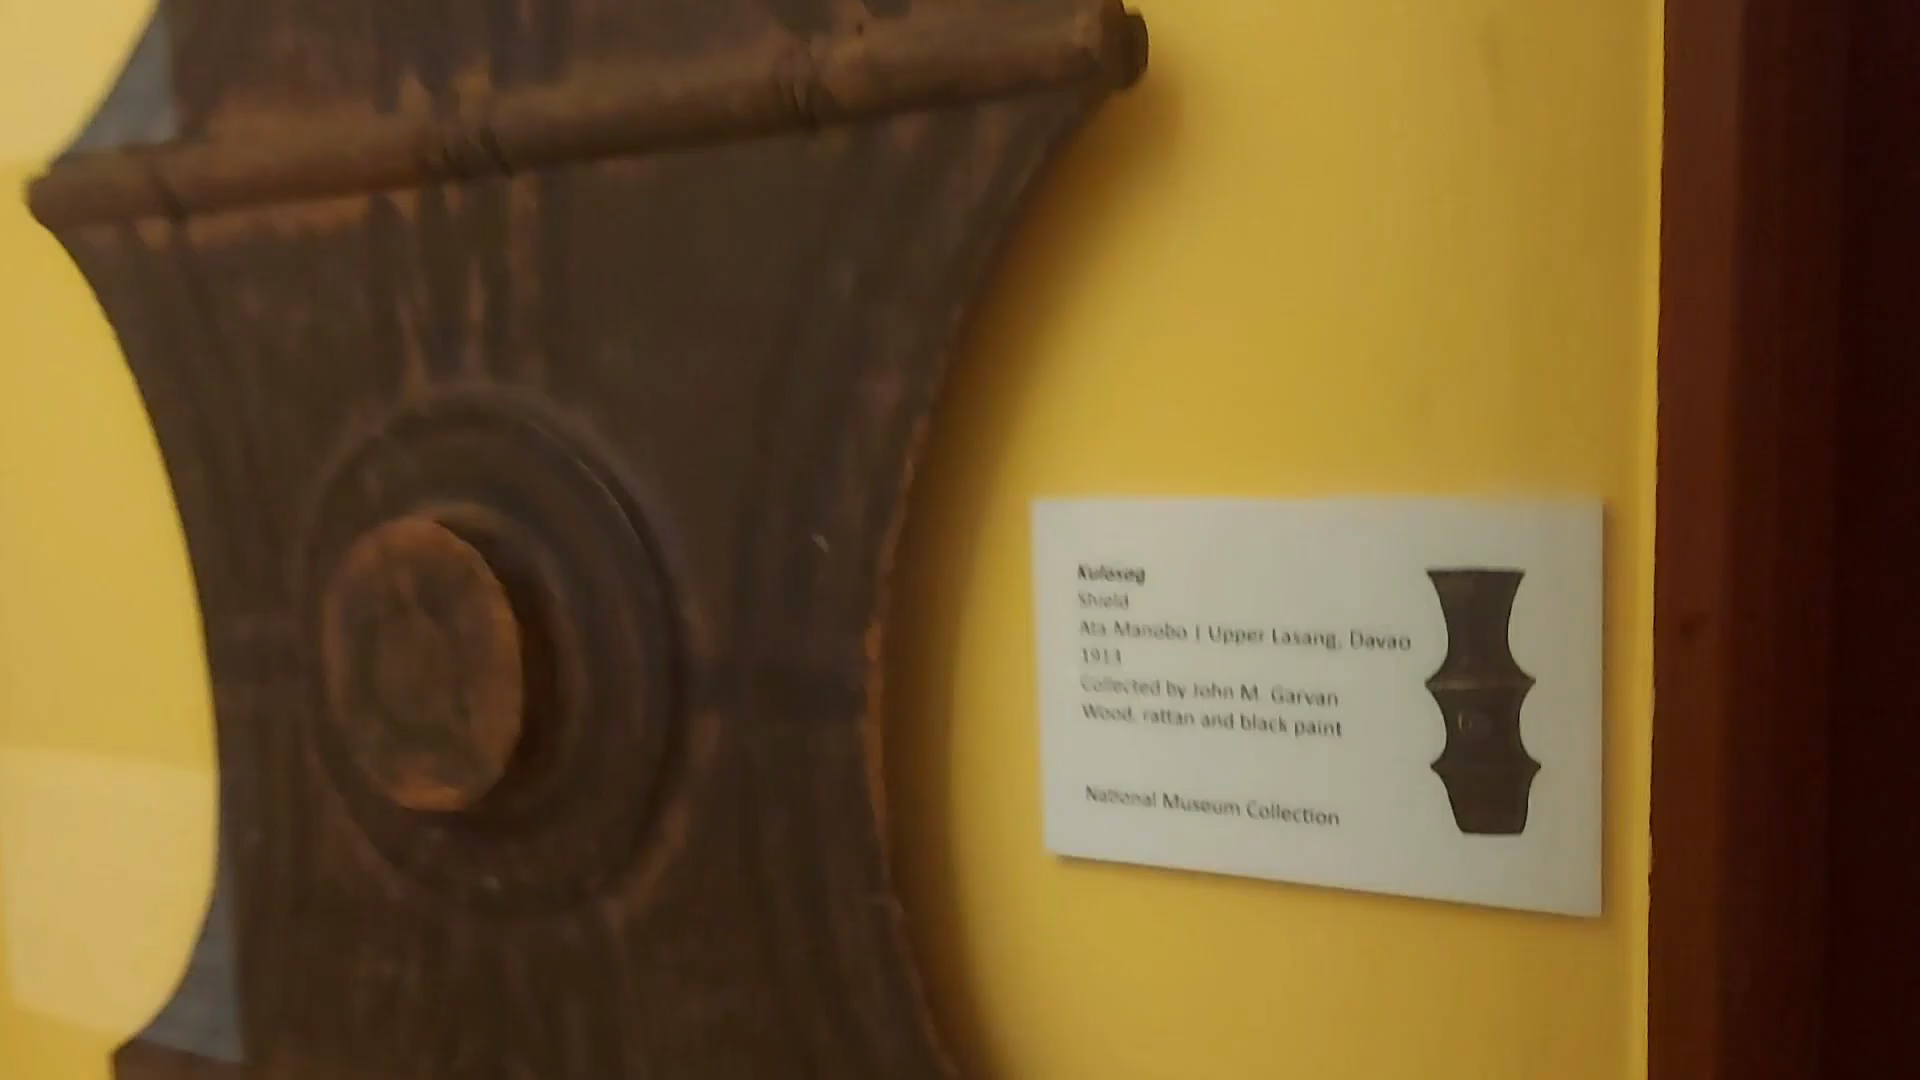 Kulaseg
Shield
Ata Manobo | Upper Lasang, Davao
1913
Collected by John M. Garvan
Wood, rattan and black paint
National Museum Collection